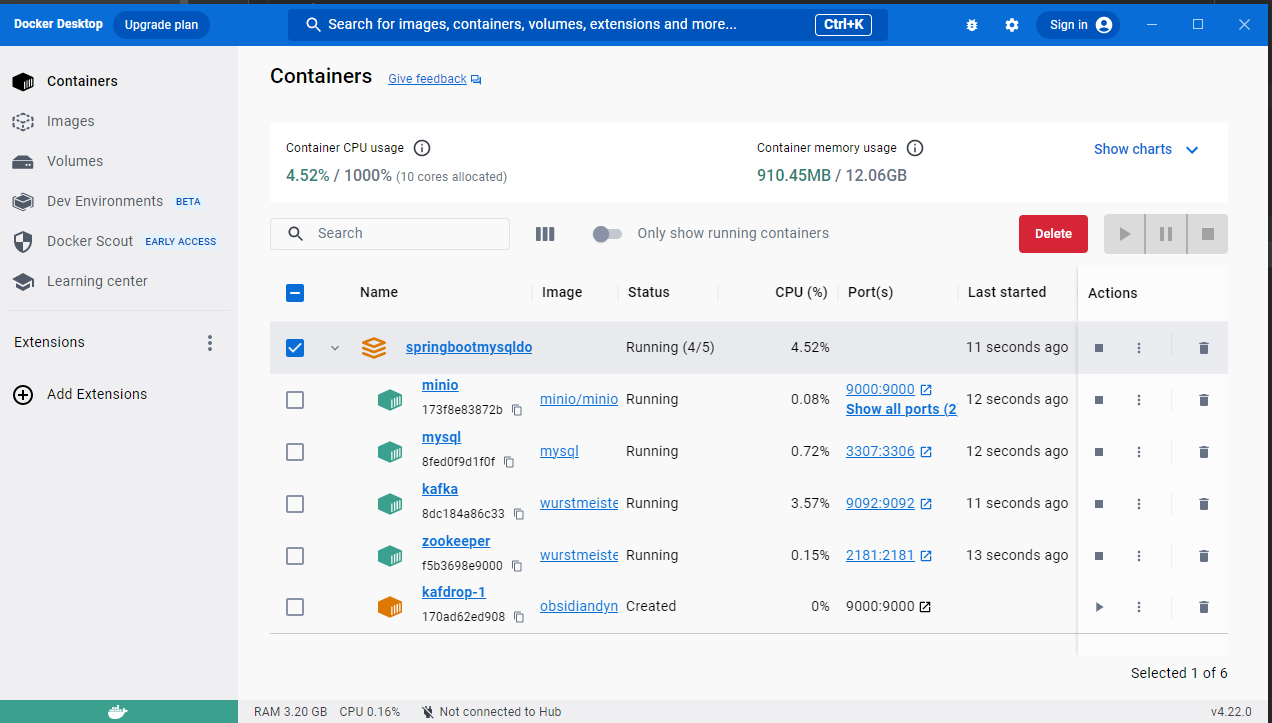 Docker Desktop
Upgrade plan
Search for images, containers, volumes, extensions and more...
Ctrl+K
Sign in
Containers
Images
Volumes
Dev Environments BETA
Docker Scout EARLY ACCESS
Learning center
Extensions
Add Extensions
Containers Give feedback
Container CPU usage
4.52% / 1000% (10 cores allocated)
Container memory usage
910.45MB / 12.06GB
Show charts
Search
Only show running containers
Delete
Name Image Status CPU (%) Port(s) Last started Actions
springbootmysqldo Running (4/5) 4.52% 11 seconds ago
minio
173f8e83872b
minio/minio Running 0.08%
9000:9000
Show all ports (2
12 seconds ago
mysql
8fed0f9d1f0f
mysql Running 0.72% 3307:3306 12 seconds ago
kafka
8dc184a86c33
wurstmeiste Running 3.57% 9092:9092 11 seconds ago
zookeeper
f5b3698e9000
wurstmeiste Running 0.15% 2181:2181 13 seconds ago
kafdrop-1
170ad62ed908
obsidiandyn Created 0% 9000:9000
Selected 1 of 6
RAM 3.20 GB CPU 0.16% Not connected to Hub v4.22.0